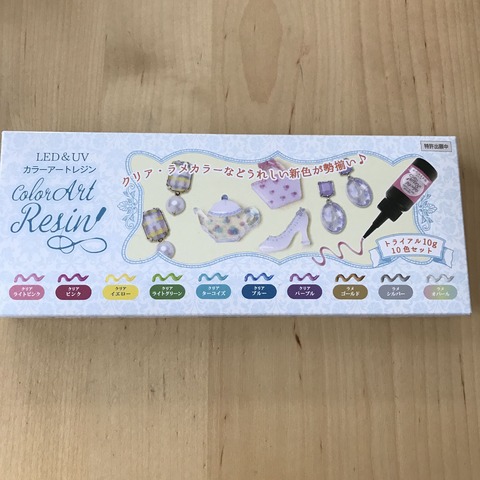 特許出願中
LED＆UV
カラーアートレジン
Color Art
Resin
クリア・ラメカラーなどうれしい新色が勢揃い♪
トライアル10g
10色セット
クリア
ライトピンク
クリア
ピンク
クリア
イエロー
クリア
ライトグリーン
クリア
ターコイズ
クリア
ブルー
クリア
パープル
ラメ
ゴールド
ラメ
シルバー
ラメ
オパール